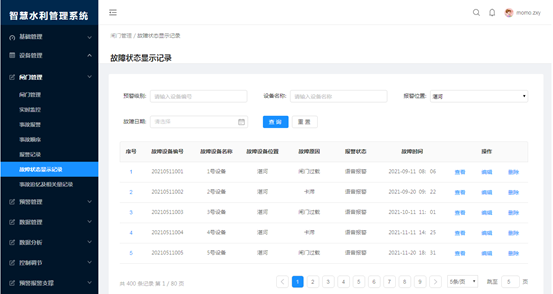 智慧水利管理系统
momo.zxy
基础管理
闸门管理 / 故障状态显示记录
设备管理
故障状态显示记录
闸门管理
闸门管理
实时监控
事故报警
事故顺序
报警记录
故障状态显示记录
事故追忆及相关量记录
预警管理
数据管理
数据分析
控制调节
预警报警支撑
预警级别: 请输入设备编号 设备名称: 请输入设备名称 报警位置: 湛河
故障日期: 请选择 查 询 重 置
序号 故障设备编号 故障设备名称 故障设备位置 故障原因 报警状态 故障时间 操作
1 20210511001 1号设备 湛河 闸门过载 语音报警 2021-09-11 08：06 查看 编辑 删除
2 20210511002 2号设备 湛河 卡滞 语音报警 2021-09-20 09：22 查看 编辑 删除
3 20210511003 3号设备 湛河 闸门过载 语音报警 2021-10-11 11：01 查看 编辑 删除
4 20210511004 4号设备 湛河 卡滞 语音报警 2021-11-11 14：25 查看 编辑 删除
5 20210511005 5号设备 湛河 闸门过载 语音报警 2021-11-20 18：31 查看 编辑 删除
共 400 条记录 第 1 / 80 页 1 2 3 4 5 6 7 8 9 5条/页 跳至 5 页